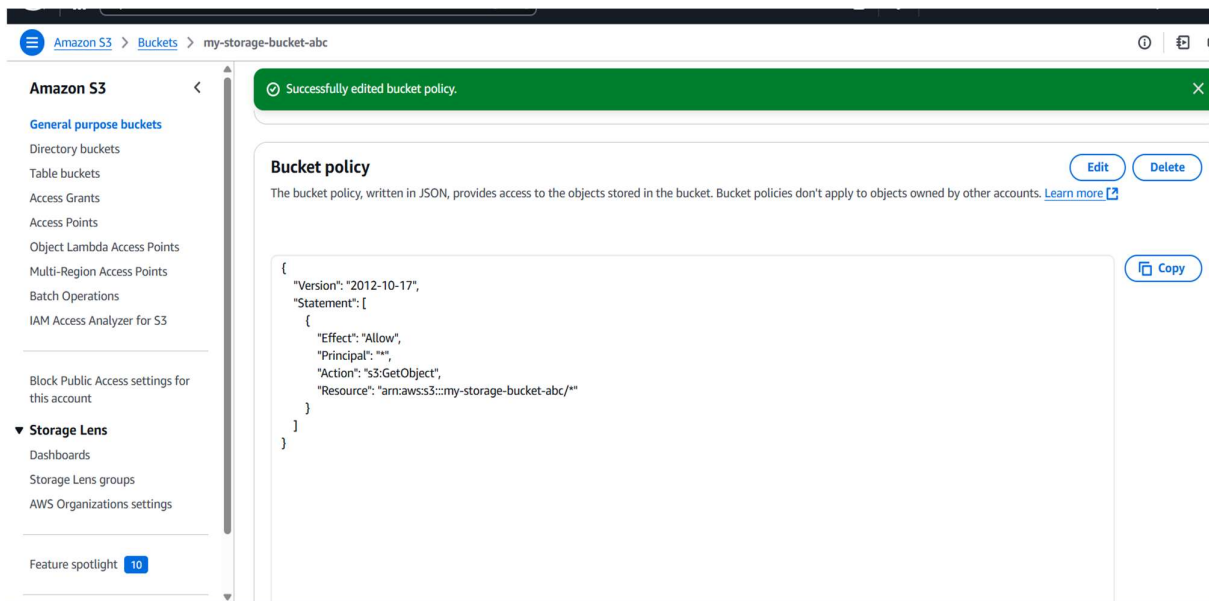 Amazon S3 > Buckets > my-storage-bucket-abc
Amazon S3
General purpose buckets
Directory buckets
Table buckets
Access Grants
Access Points
Object Lambda Access Points
Multi-Region Access Points
Batch Operations
IAM Access Analyzer for S3
Block Public Access settings for
this account
Storage Lens
Dashboards
Storage Lens groups
AWS Organizations settings
Feature spotlight 10
Successfully edited bucket policy.
Bucket policy
Edit
Delete
The bucket policy, written in JSON, provides access to the objects stored in the bucket. Bucket policies don't apply to objects owned by other accounts. Learn more
Copy
{
"Version": "2012-10-17",
"Statement": [
{
"Effect": "Allow",
"Principal": "*",
"Action": "s3:GetObject",
"Resource": "arn:aws:s3:::my-storage-bucket-abc/*"
}
]
}